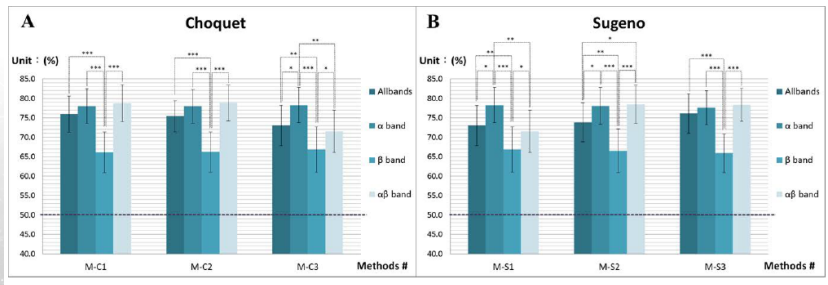 A
Choquet
Unit：(%)
*** ** **
*** *** *** *** * *** *
85.0
80.0
75.0
70.0
65.0
60.0
55.0
50.0
45.0
40.0
Allbands
α band
β band
αβ band
M-C1 M-C2 M-C3 Methods #
B
Sugeno
Unit：(%)
** ** * ** ***
* *** * * *** *** *** ***
85.0
80.0
75.0
70.0
65.0
60.0
55.0
50.0
45.0
40.0
Allbands
α band
β band
αβ band
M-S1 M-S2 M-S3 Methods #